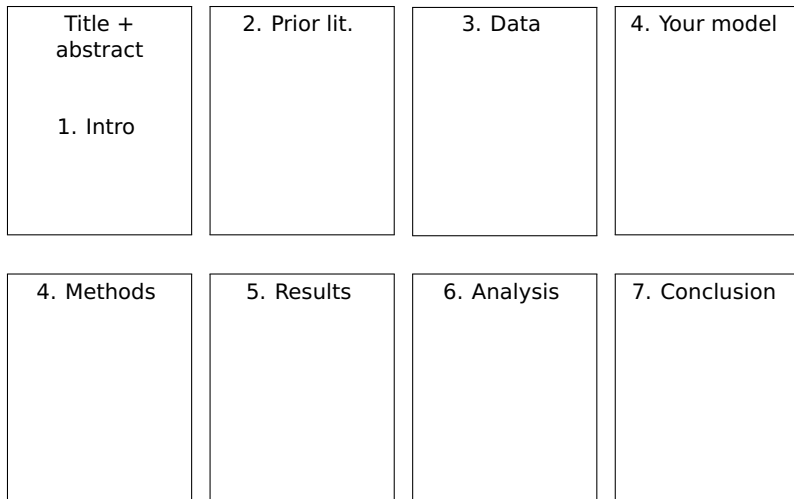 Title +
abstract
1. Intro
2. Prior lit.
3. Data
4. Your model
4. Methods
5. Results
6. Analysis
7. Conclusion